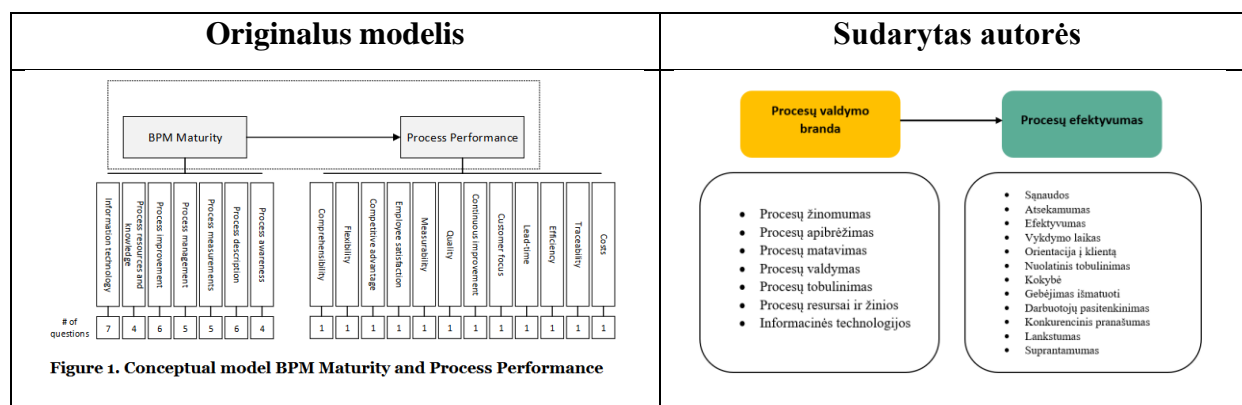 Originalus modelis
Sudarytas autorės
BPM Maturity
Process Performance
Information technology
Process resources and
knowledge
Process improvement
Process management
Process measurements
Process description
Process awareness
Comprehensibility
Flexibility
Competitive advantage
Employee satisfaction
Measurability
Quality
Continuous improvement
Customer focus
Lead-time
Efficiency
Traceability
Costs
# of
questions
7 4 6 5 5 6 4 1 1 1 1 1 1 1 1 1 1 1 1
Figure 1. Conceptual model BPM Maturity and Process Performance
Procesų valdymo
branda
Procesų efektyvumas
• Procesų žinomumas
• Procesų apibrėžimas
• Procesų matavimas
• Procesų valdymas
• Procesų tobulinimas
• Procesų resursai ir žinios
• Informacinės technologijos
• Sąnaudos
• Atsekamumas
• Efektyvumas
• Vykdymo laikas
• Orientacija į klientą
• Nuolatinis tobulinimas
• Kokybė
• Gebėjimas išmatuoti
• Darbuotojų pasitenkinimas
• Konkurencinis pranašumas
• Lankstumas
• Suprantamumas